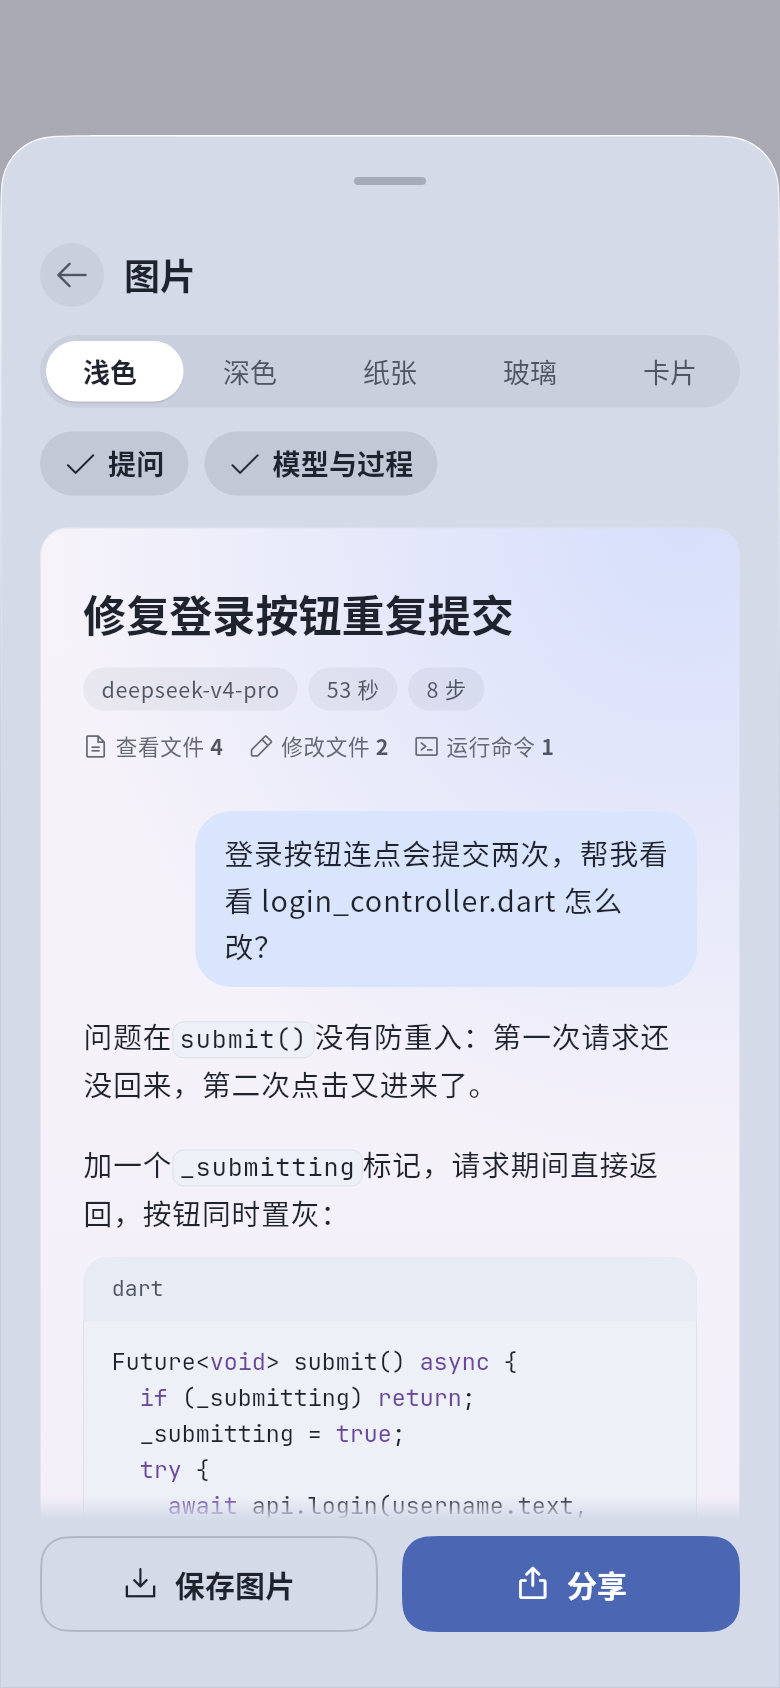 图片
浅色 深色 纸张 玻璃 卡片
提问 模型与过程
修复登录按钮重复提交
deepseek-v4-pro 53 秒 8 步
查看文件 4 修改文件 2 运行命令 1
登录按钮连点会提交两次，帮我看
看 login_controller.dart 怎么
改？
问题在 submit() 没有防重入：第一次请求还
没回来，第二次点击又进来了。
加一个 _submitting 标记，请求期间直接返
回，按钮同时置灰：
dart
Future<void> submit() async {
  if (_submitting) return;
  _submitting = true;
  try {
    await api.login(username.text,
保存图片 分享